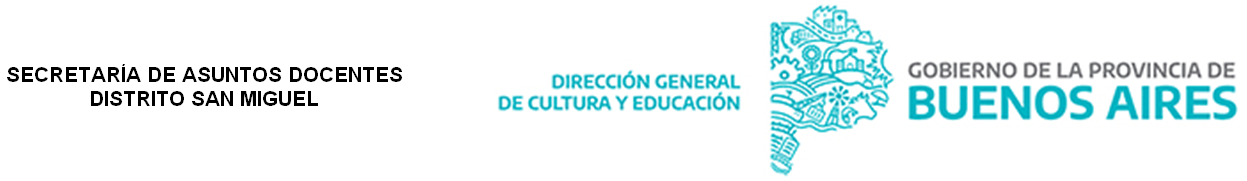 SECRETARÍA DE ASUNTOS DOCENTES
DISTRITO SAN MIGUEL
DIRECCIÓN GENERAL
DE CULTURA Y EDUCACIÓN
GOBIERNO DE LA PROVINCIA DE
BUENOS AIRES